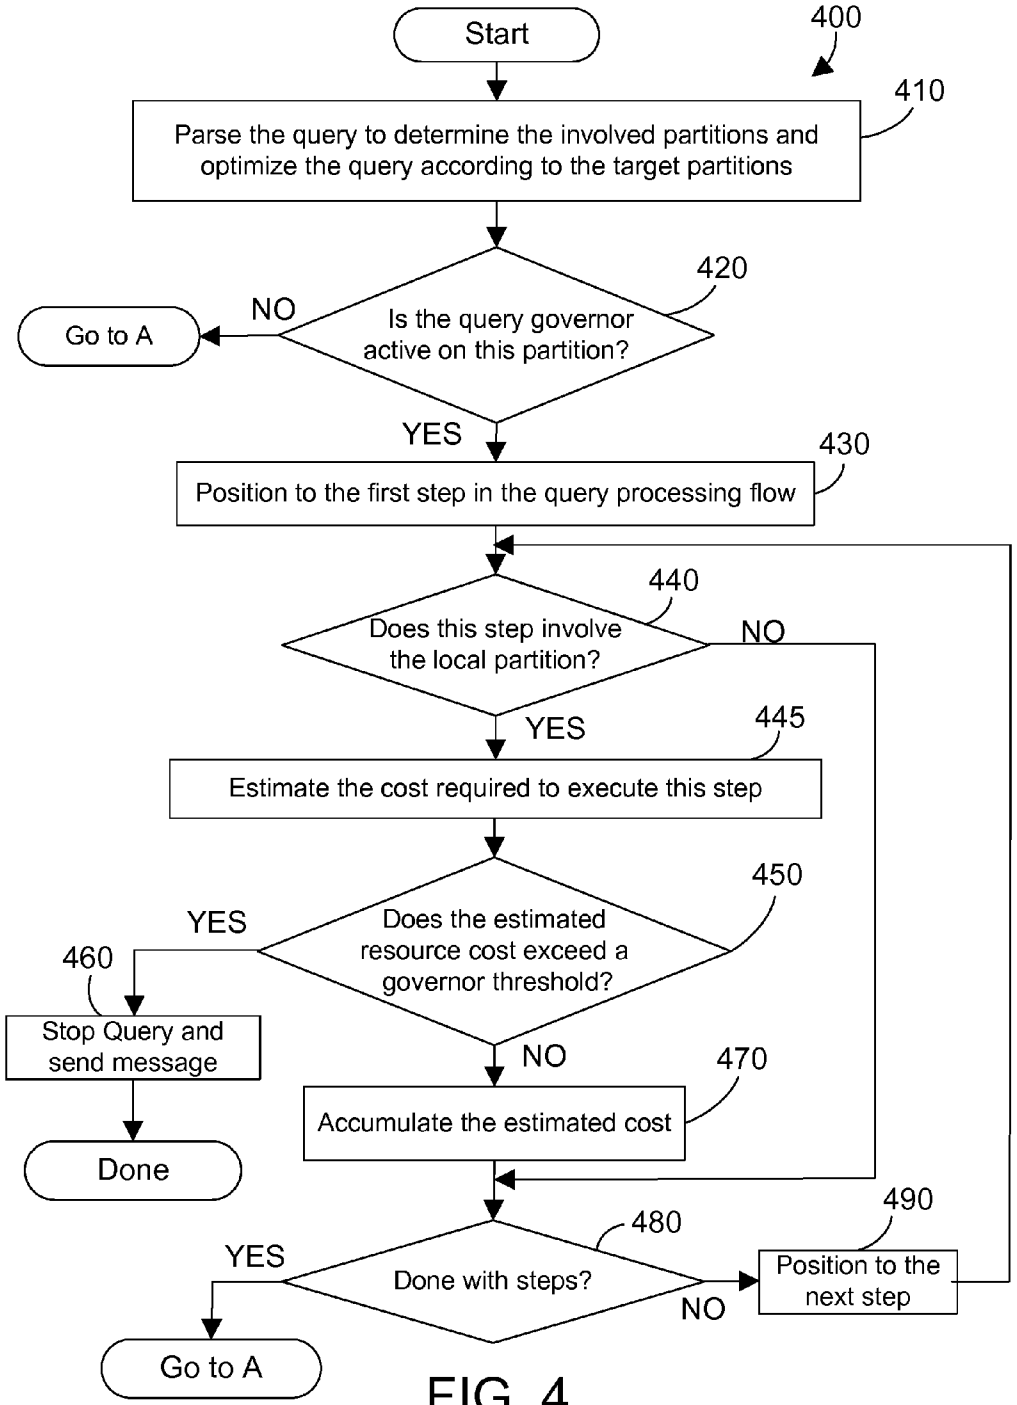 Start
400
410
Parse the query to determine the involved partitions and
optimize the query according to the target partitions
420
NO
Go to A
Is the query governor
active on this partition?
YES
430
Position to the first step in the query processing flow
440
Does this step involve
the local partition?
NO
YES
445
Estimate the cost required to execute this step
450
YES
Does the estimated
resource cost exceed a
governor threshold?
460
Stop Query and
send message
NO
470
Accumulate the estimated cost
Done
490
480
YES
Done with steps?
NO
Position to the
next step
Go to A
FIG. 4